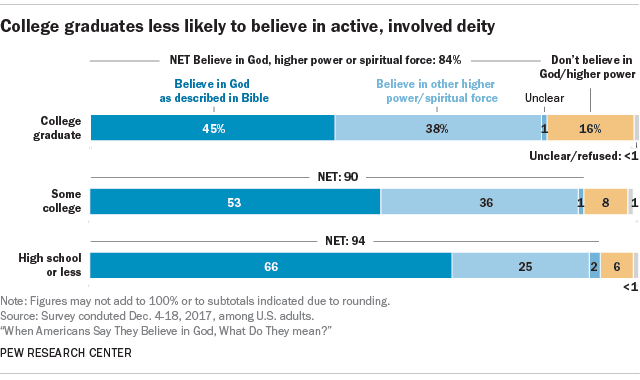 College graduates less likely to believe in active, involved deity
NET Believe in God, higher power or spiritual force: 84%
Don't believe in
God/higher power
Believe in God
as described in Bible
Believe in other higher
power/spiritual force
Unclear
College
graduate
45%
38%
1
16%
Unclear/refused: <1
NET: 90
Some
college
53
36
1
8
1
NET: 94
High school
or less
66
25
2
6
<1
Note: Figures may not add to 100% or to subtotals indicated due to rounding.
Source: Survey conduted Dec. 4-18, 2017, among U.S. adults.
“When Americans Say They Believe in God, What Do They mean?”
PEW RESEARCH CENTER